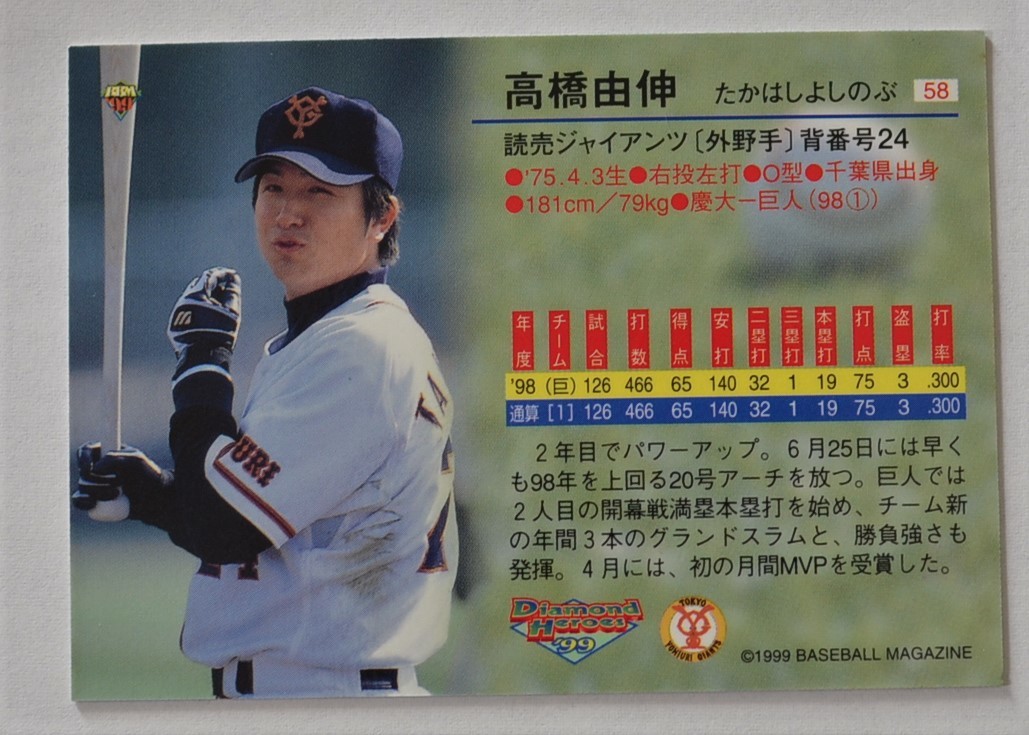 BBM
'99
YG
高橋由伸 たかはしよしのぶ 58
読売ジャイアンツ〔外野手〕背番号24
●'75.4.3生●右投左打●O型●千葉県出身
●181cm／79kg●慶大ー巨人（98①）
年度 チーム 試合 打数 得点 安打 二塁打 三塁打 本塁打 打点 盗塁 打率
'98 （巨） 126 466 65 140 32 1 19 .75 3 .300
通算 [1] 126 466 65 140 32 1 19 .75 3 .300
2年目でパワーアップ。6月25日には早く
も98年を上回る20号アーチを放つ。巨人では
2人目の開幕戦満塁本塁打を始め、チーム新
の年間3本のグランドスラムと、勝負強さも
発揮。4月には、初の月間MVPを受賞した。
Diamond
Heroes
'99
TOKYO
YG
YOMIURI GIANTS
©1999 BASEBALL MAGAZINE